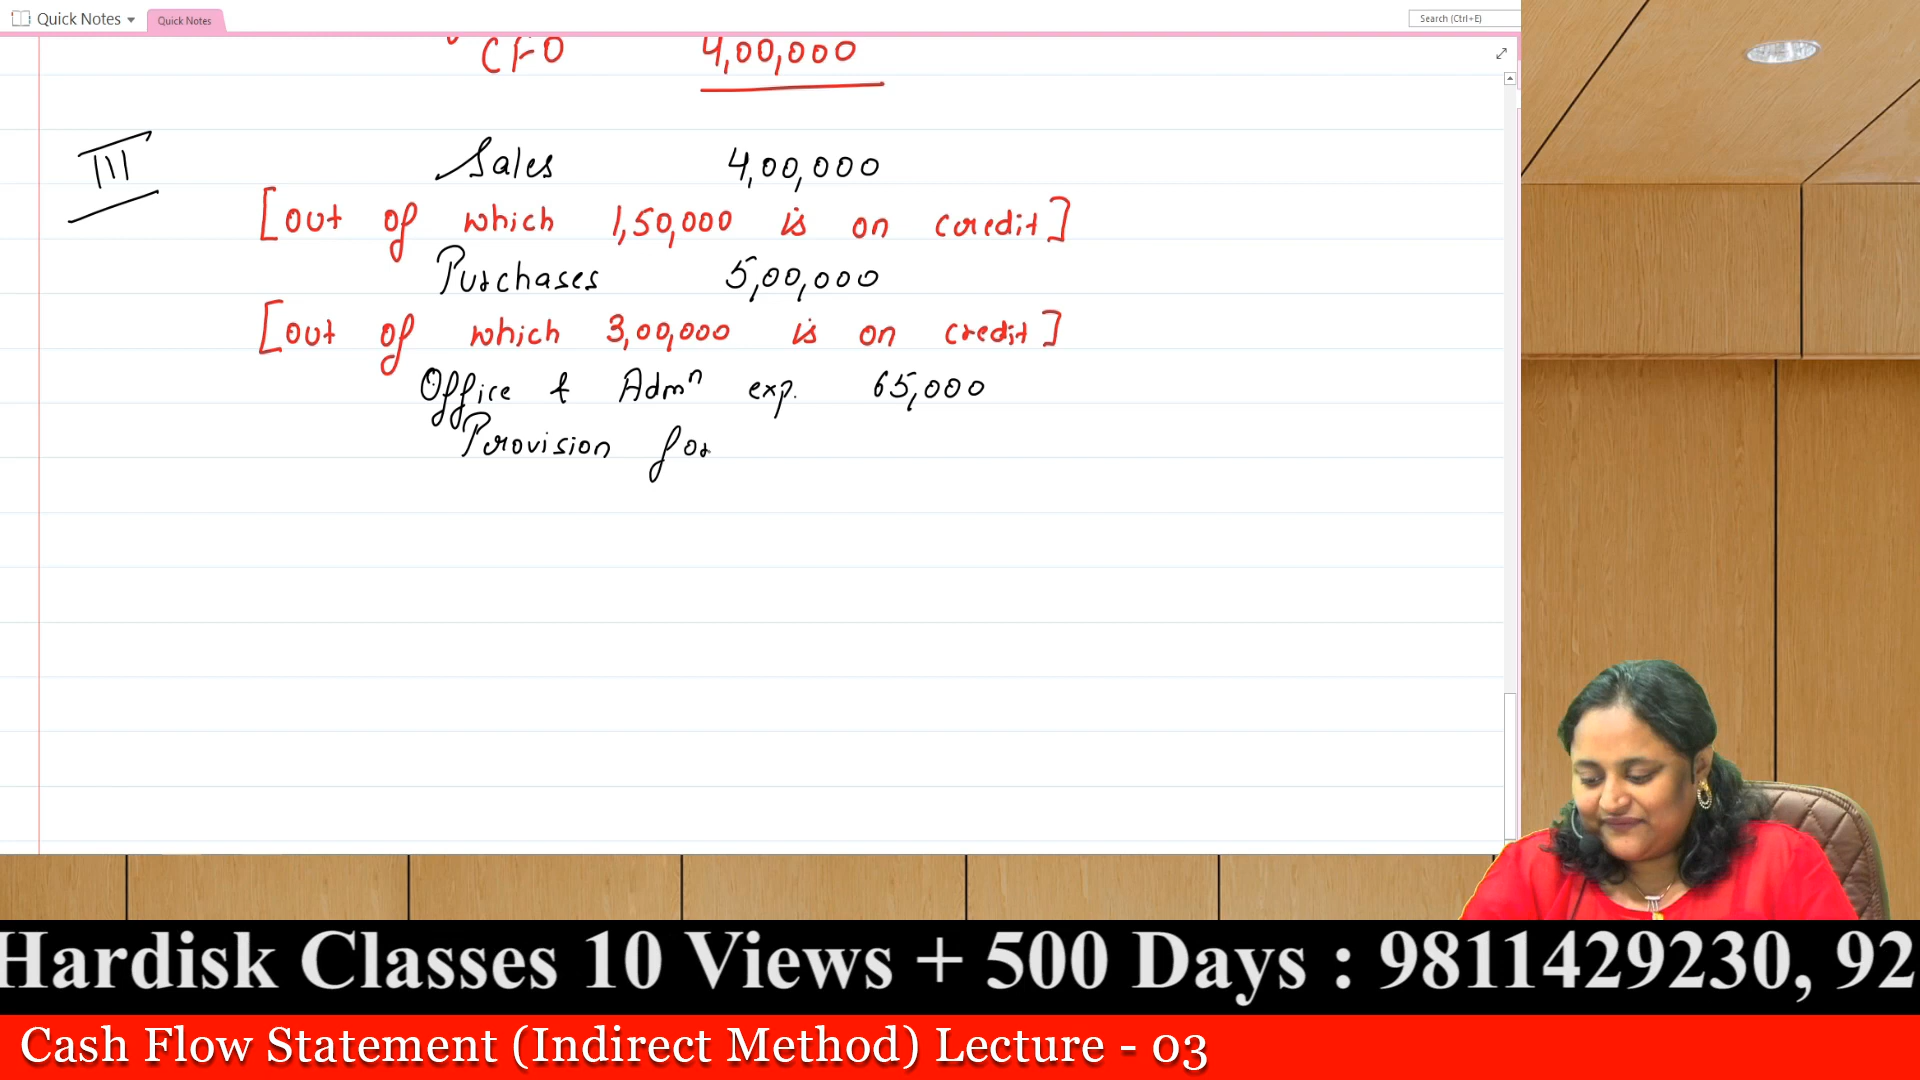 Quick Notes
Quick Notes
Search (Ctrl+E)
CFO 4,00,000
III
Sales 4,00,000
[out of which 1,50,000 is on credit]
Purchases 5,00,000
[out of which 3,00,000 is on credit]
Office & Admn exp. 65,000
Provision for
Hardisk Classes 10 Views + 500 Days : 9811429230, 92
Cash Flow Statement (Indirect Method) Lecture - 03